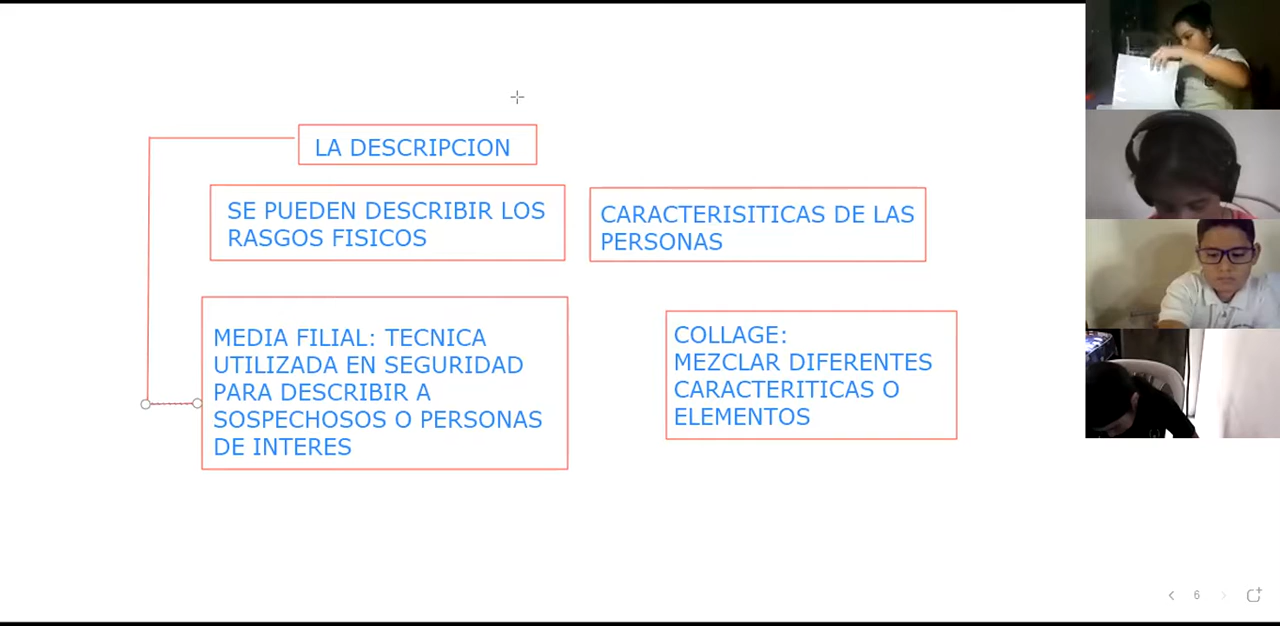 LA DESCRIPCION
SE PUEDEN DESCRIBIR LOS
RASGOS FISICOS
CARACTERISITICAS DE LAS
PERSONAS
MEDIA FILIAL: TECNICA
UTILIZADA EN SEGURIDAD
PARA DESCRIBIR A
SOSPECHOSOS O PERSONAS
DE INTERES
COLLAGE:
MEZCLAR DIFERENTES
CARACTERITICAS O
ELEMENTOS
6